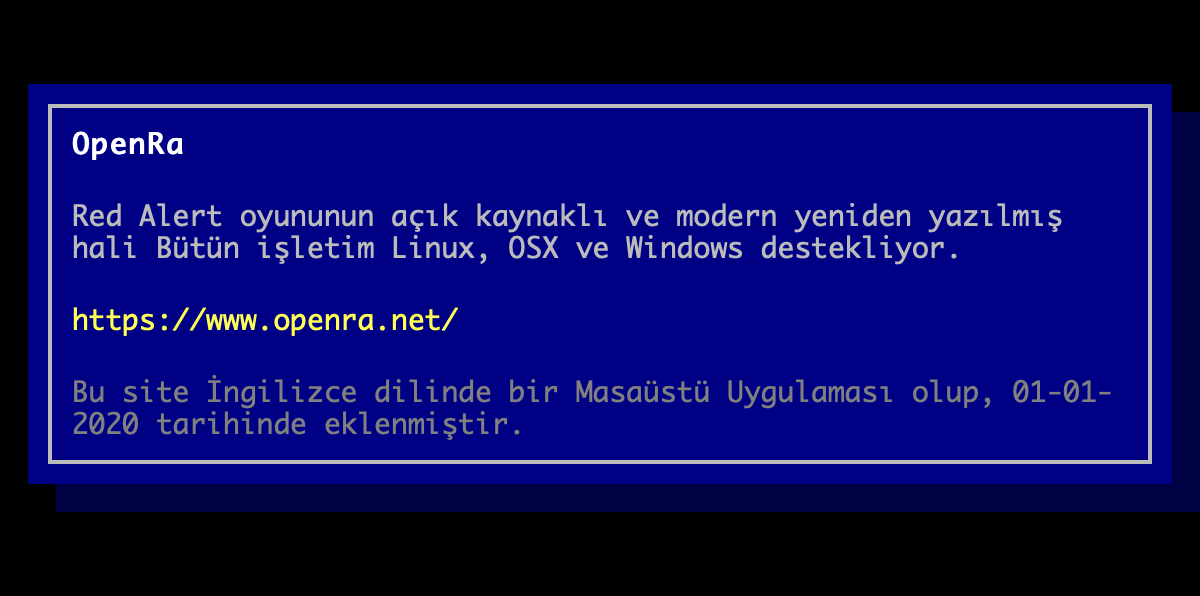 OpenRa
Red Alert oyununun açık kaynaklı ve modern yeniden yazılmış
hali Bütün işletim Linux, OSX ve Windows destekliyor.
https://www.openra.net/
Bu site İngilizce dilinde bir Masaüstü Uygulaması olup, 01-01-
2020 tarihinde eklenmiştir.